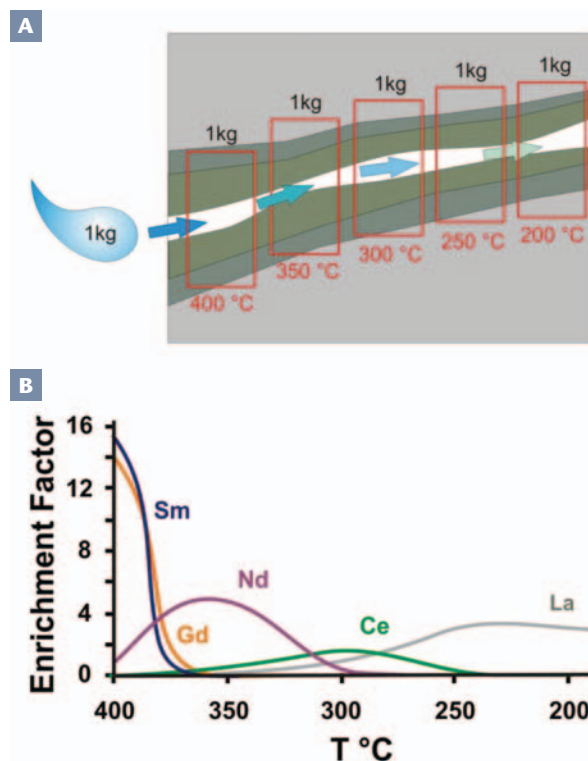 A
1kg
1kg
1kg
1kg
1kg
1kg
400 °C
350 °C
300 °C
250 °C
200 °C
B
16
12
8
4
0
Enrichment Factor
Sm
Gd
Nd
Ce
La
400
350
300
250
200
T °C